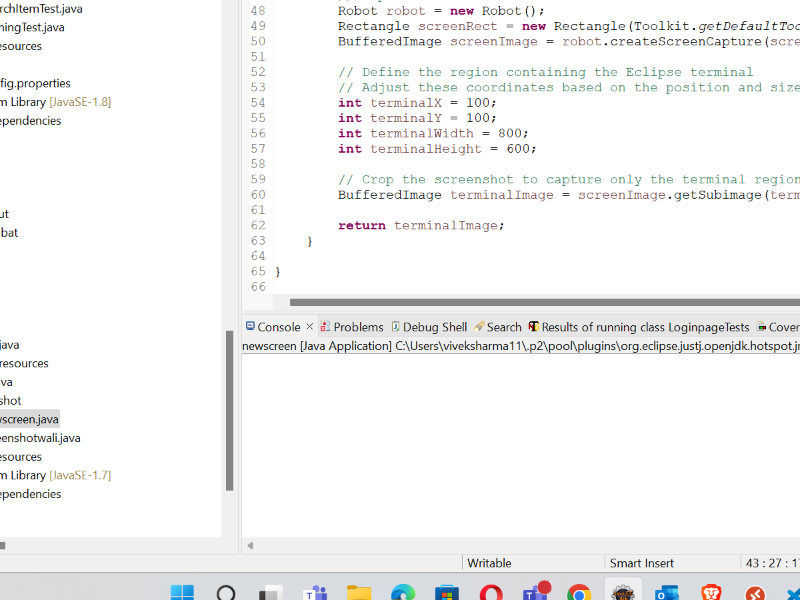 rchItemTest.java
ningTest.java
esources
fig.properties
m Library [JavaSE-1.8]
ependencies
ut
bat
ava
resources
va
shot
wscreen.java
eenshotwali.java
esources
m Library [JavaSE-1.7]
ependencies
48 Robot robot = new Robot();
49 Rectangle screenRect = new Rectangle(Toolkit.getDefaultToo
50 BufferedImage screenImage = robot.createScreenCapture(scre
51
52 // Define the region containing the Eclipse terminal
53 // Adjust these coordinates based on the position and size
54 int terminalX = 100;
55 int terminalY = 100;
56 int terminalWidth = 800;
57 int terminalHeight = 600;
58
59 // Crop the screenshot to capture only the terminal region
60 BufferedImage terminalImage = screenImage.getSubimage(term
61
62 return terminalImage;
63 }
64
65 }
66
Console Problems Debug Shell Search Results of running class LoginpageTests Cover
newscreen [Java Application] C:\Users\viveksharma11\.p2\pool\plugins\org.eclipse.justj.openjdk.hotspot.jr
Writable Smart Insert 43 : 27 : 17